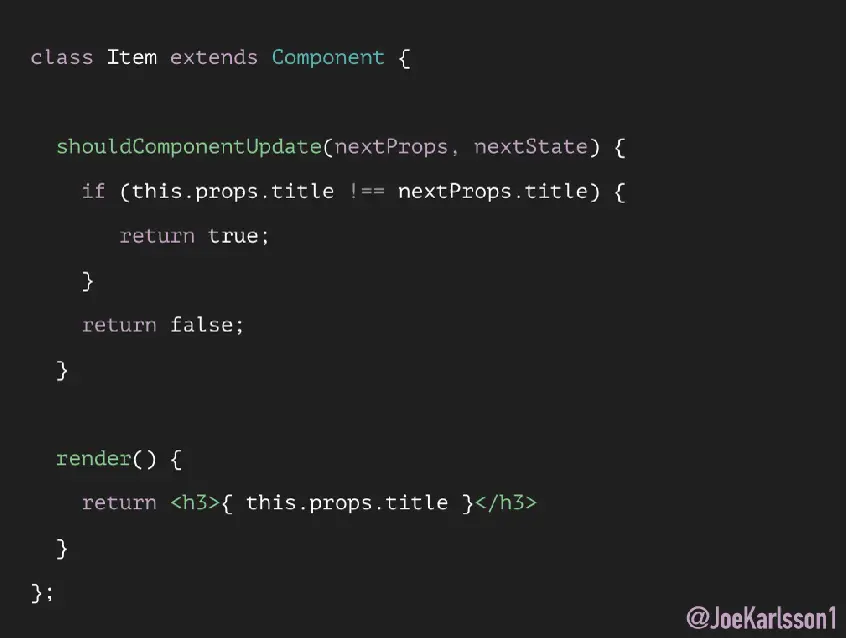 class Item extends Component {
shouldComponentUpdate(nextProps, nextState) {
if (this.props.title !== nextProps.title) {
return true;
}
return false;
}
render() {
return <h3>{ this.props.title }</h3>
}
};
@JoeKarlsson1